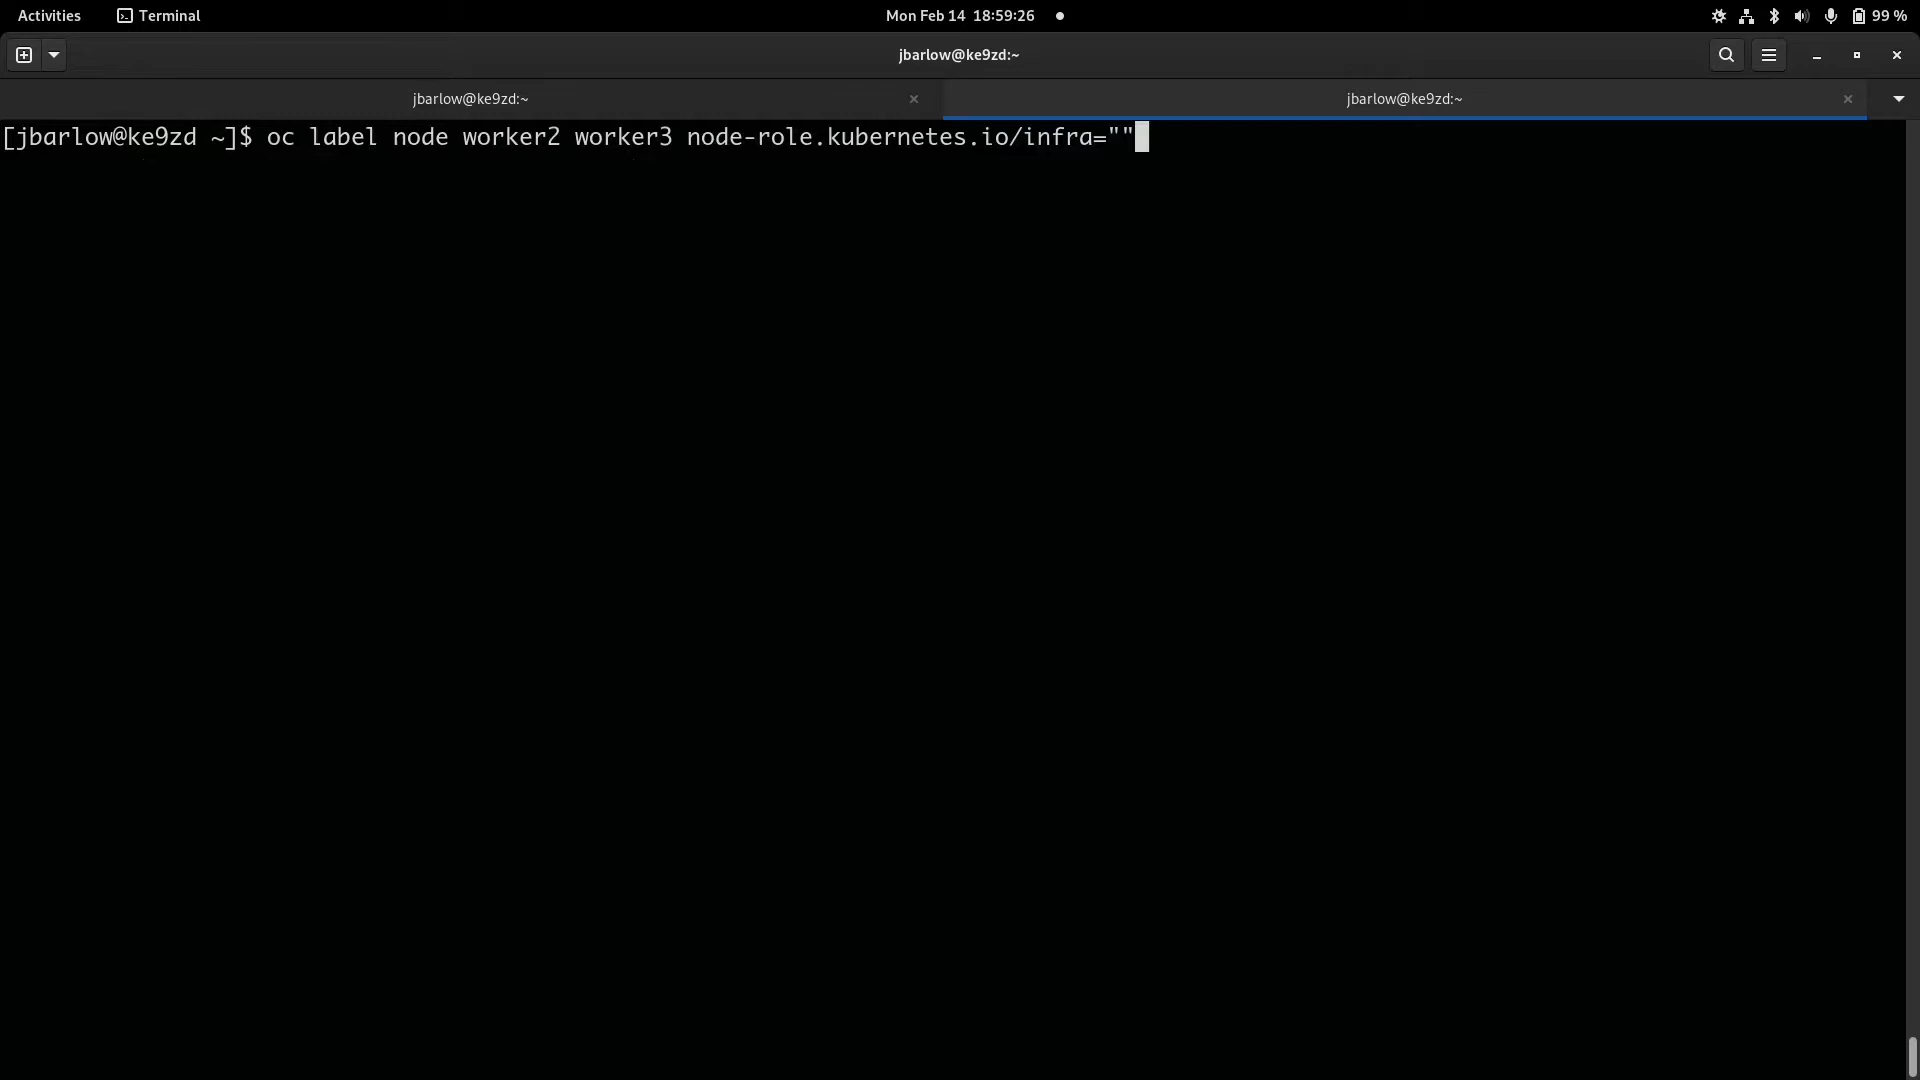 Activities Terminal Mon Feb 14 18:59:26 99 %
jbarlow@ke9zd:~
jbarlow@ke9zd:~ jbarlow@ke9zd:~
[jbarlow@ke9zd ~]$ oc label node worker2 worker3 node-role.kubernetes.io/infra=""